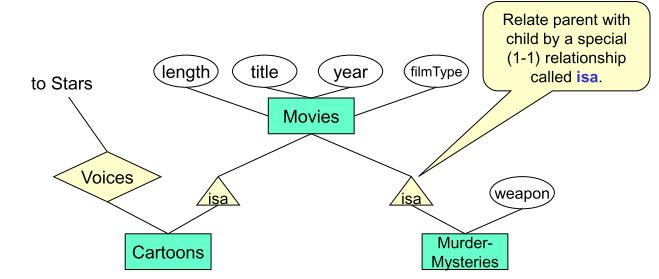 Relate parent with
child by a special
(1-1) relationship
called isa.
to Stars
length
title
year
filmType
Movies
Voices
isa
isa
weapon
Cartoons
Murder-
Mysteries